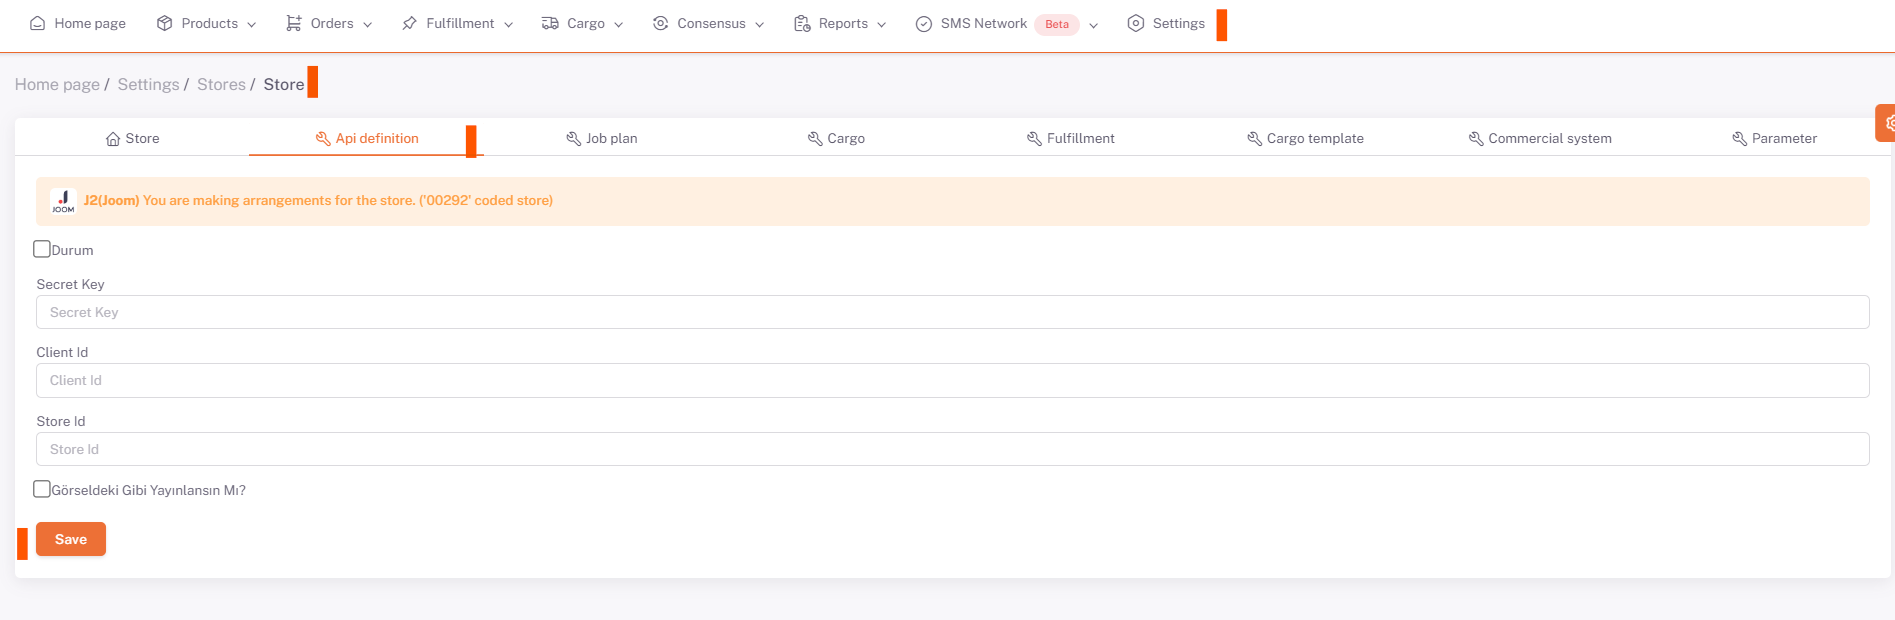 Home page Products Orders Fulfillment Cargo Consensus Reports SMS Network Beta Settings
Home page / Settings / Stores / Store
Store Api definition Job plan Cargo Fulfillment Cargo template Commercial system Parameter
JOOM J2(Joom) You are making arrangements for the store. ('00292' coded store)
Durum
Secret Key
Secret Key
Client Id
Client Id
Store Id
Store Id
Görseldeki Gibi Yayınlansın Mı?
Save